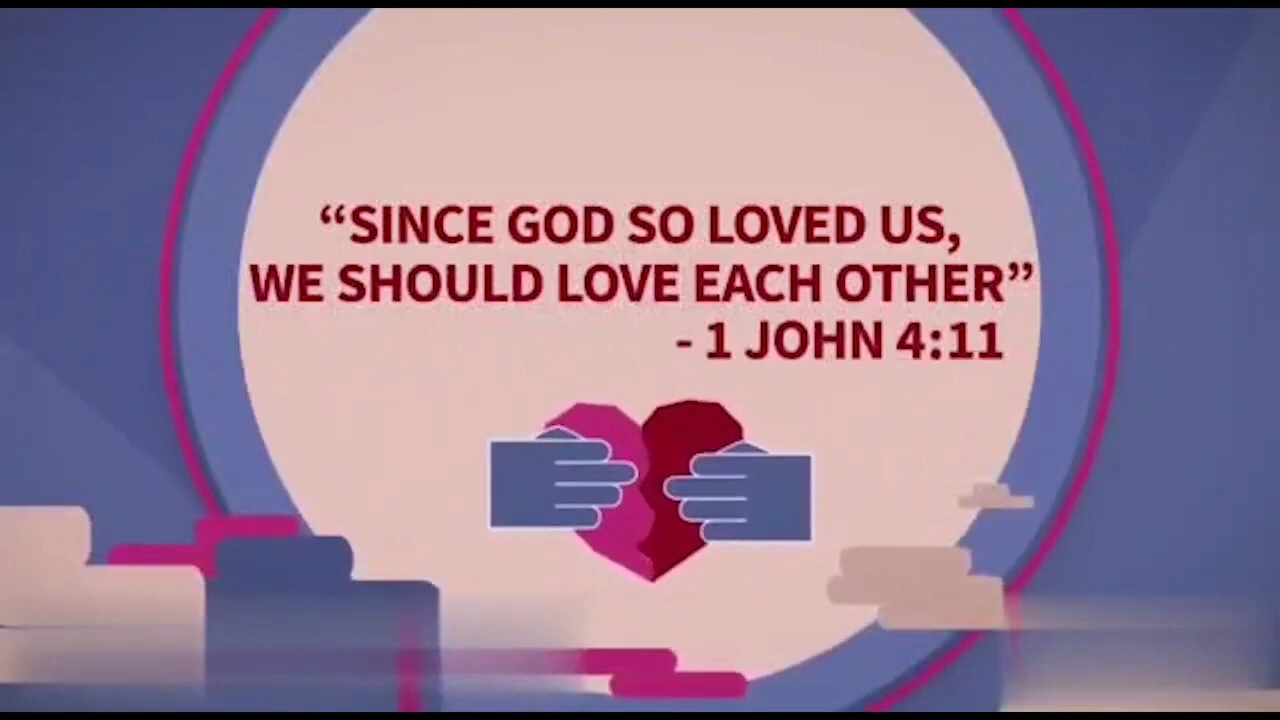 “SINCE GOD SO LOVED US,
WE SHOULD LOVE EACH OTHER”
- 1 JOHN 4:11